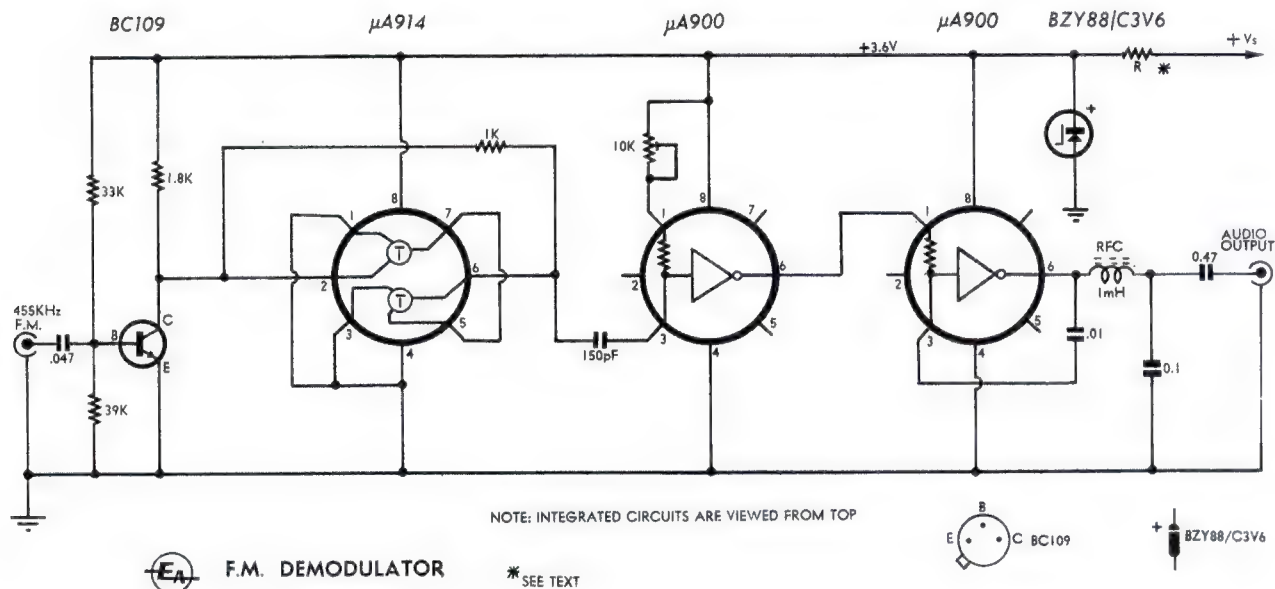 BC109
μA914
μA900
μA900
BZY88/C3V6
+3.6V
+ Vs
R *
+
1K
10K
33K
1.8K
8
8
8
1
7
1
7
1
T
6
6
6
2
2
2
T
3
5
3
5
3
5
4
4
4
455KHz
F.M.
.047
B
C
E
39K
150pF
RFC
1mH
.01
0.1
0.47
AUDIO
OUTPUT
NOTE: INTEGRATED CIRCUITS ARE VIEWED FROM TOP
B
E
C
BC109
+
BZY88/C3V6
EA
F.M. DEMODULATOR
*SEE TEXT